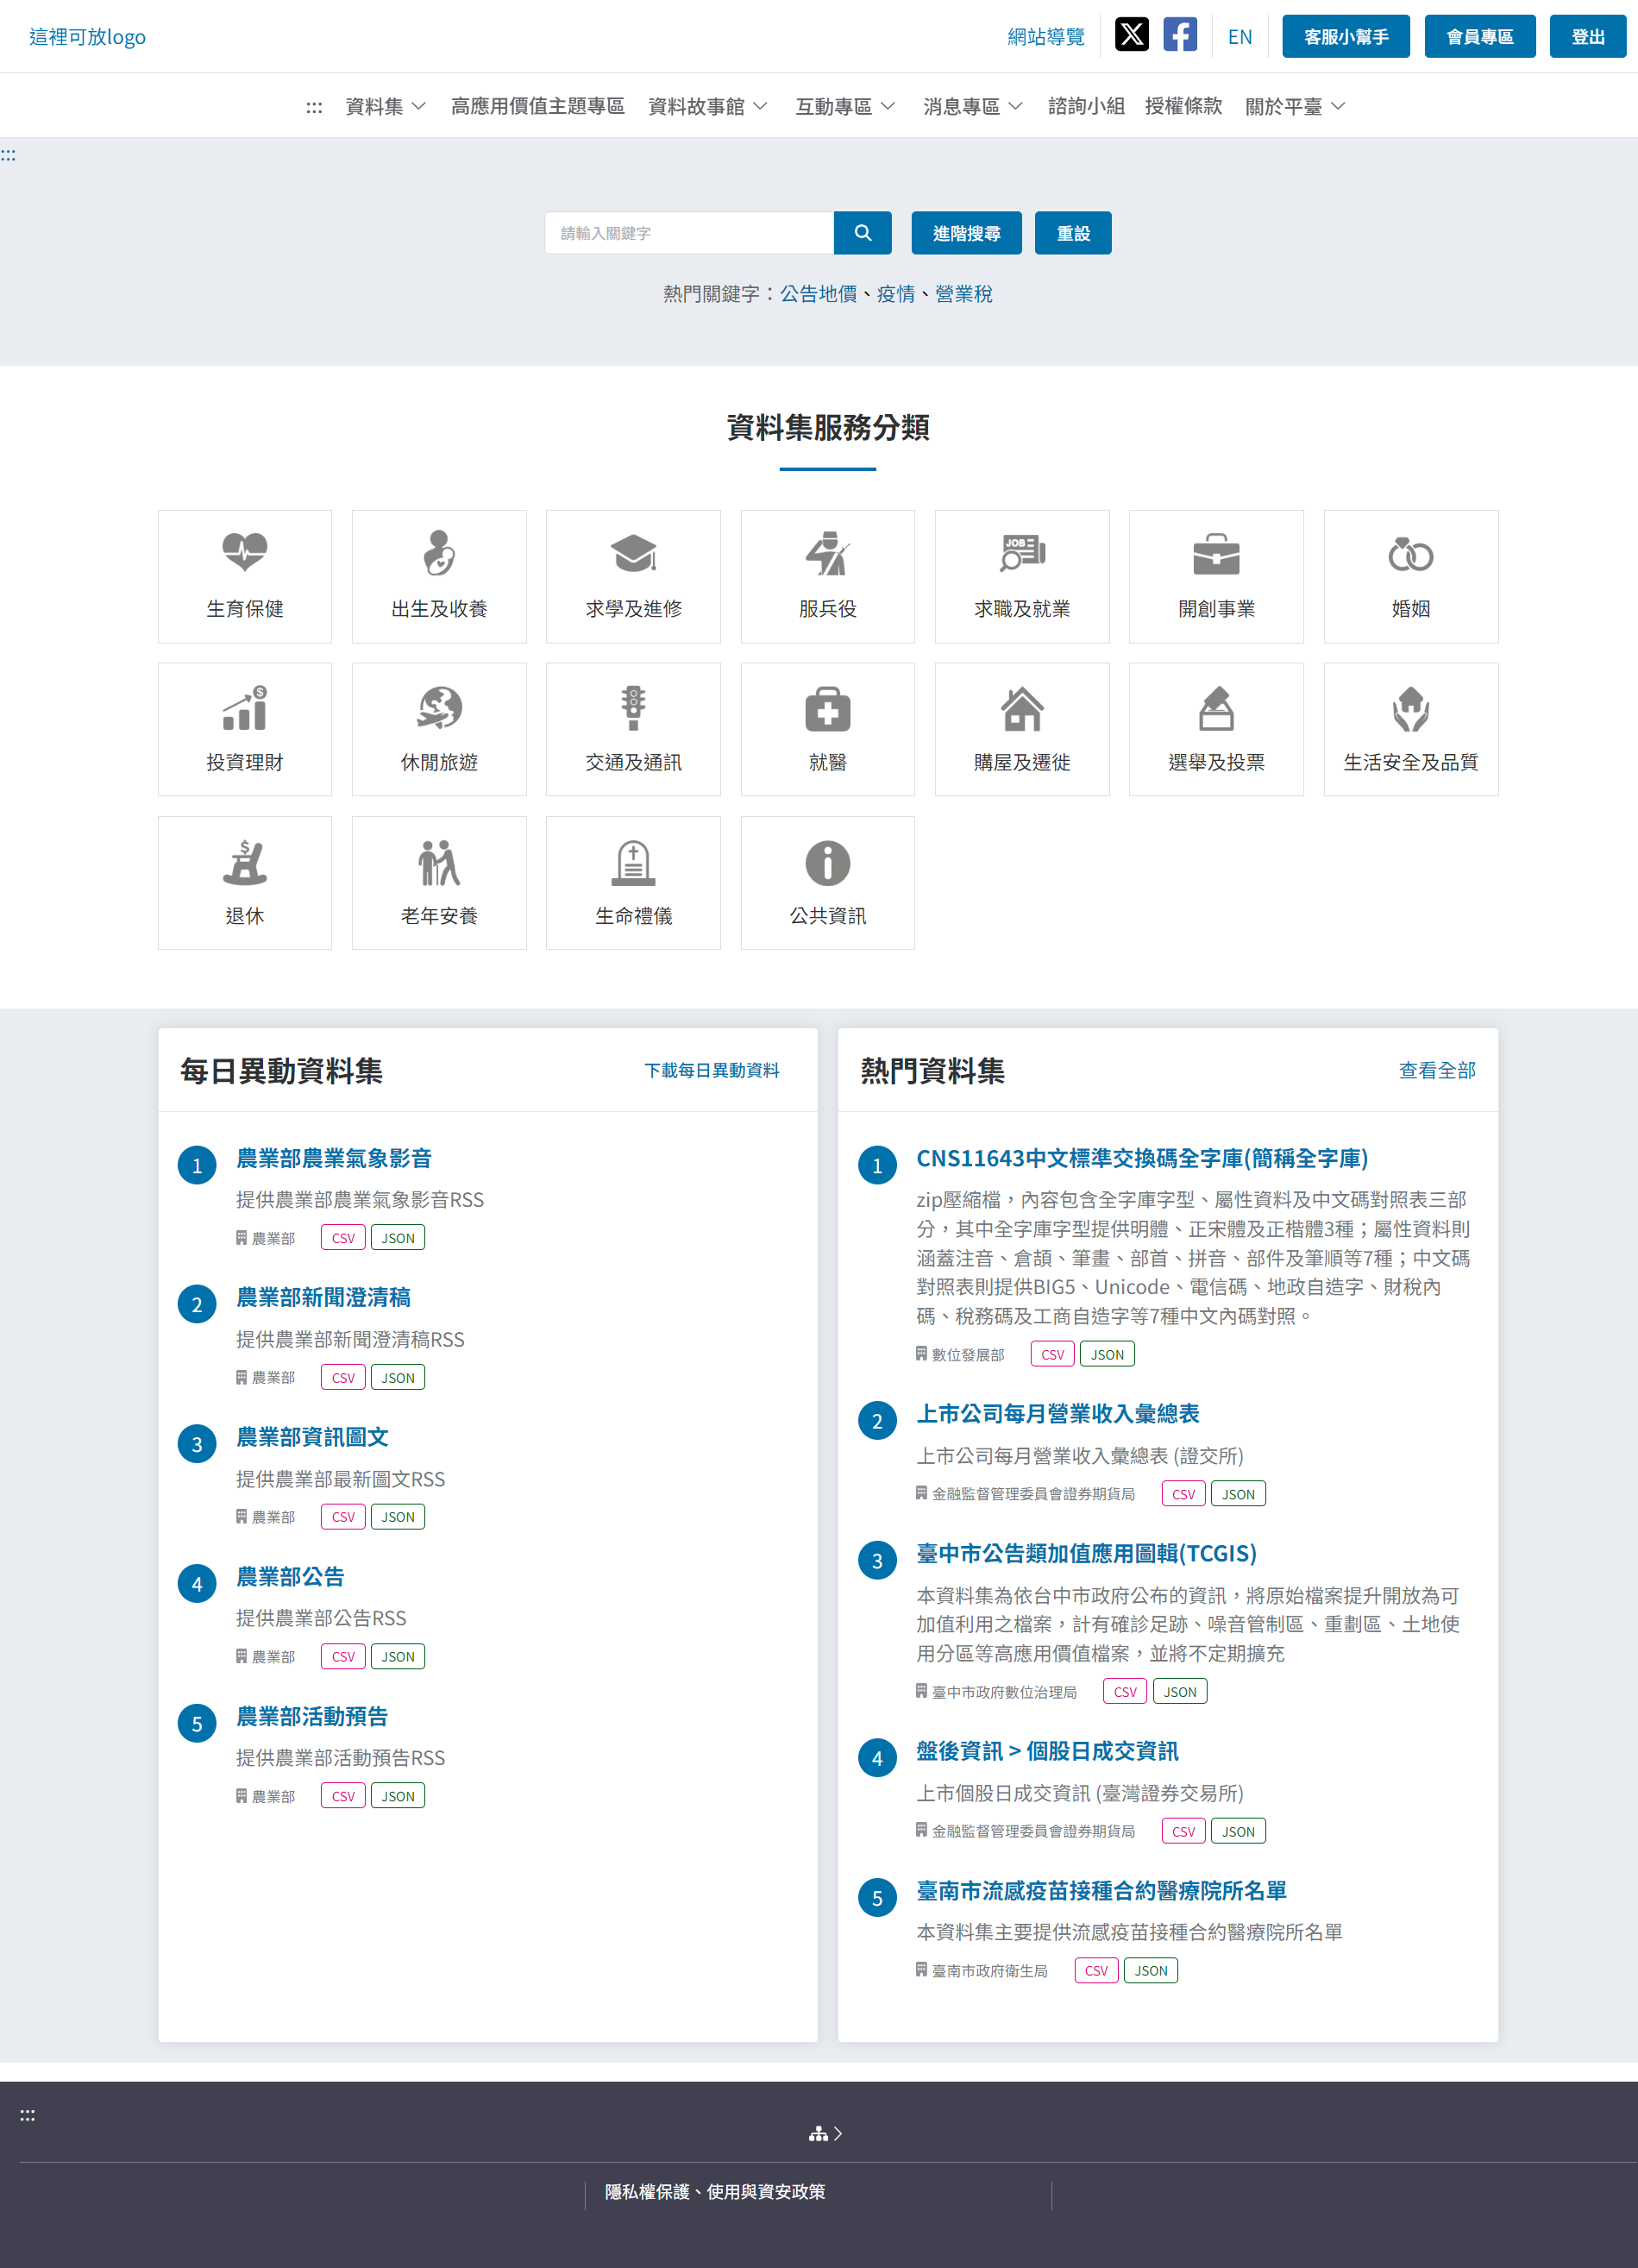 這裡可放logo
網站導覽
EN
客服小幫手
會員專區
登出
:::
資料集
高應用價值主題專區
資料故事館
互動專區
消息專區
諮詢小組
授權條款
關於平臺
:::
請輸入關鍵字
進階搜尋
重設
熱門關鍵字：公告地價、疫情、營業稅
資料集服務分類
生育保健
出生及收養
求學及進修
服兵役
JOB
求職及就業
開創事業
婚姻
$
投資理財
休閒旅遊
交通及通訊
就醫
購屋及遷徙
選舉及投票
生活安全及品質
$
退休
老年安養
生命禮儀
公共資訊
每日異動資料集
下載每日異動資料
1
農業部農業氣象影音
提供農業部農業氣象影音RSS
農業部 CSV JSON
2
農業部新聞澄清稿
提供農業部新聞澄清稿RSS
農業部 CSV JSON
3
農業部資訊圖文
提供農業部最新圖文RSS
農業部 CSV JSON
4
農業部公告
提供農業部公告RSS
農業部 CSV JSON
5
農業部活動預告
提供農業部活動預告RSS
農業部 CSV JSON
熱門資料集
查看全部
1
CNS11643中文標準交換碼全字庫(簡稱全字庫)
zip壓縮檔，內容包含全字庫字型、屬性資料及中文碼對照表三部
分，其中全字庫字型提供明體、正宋體及正楷體3種；屬性資料則
涵蓋注音、倉頡、筆畫、部首、拼音、部件及筆順等7種；中文碼
對照表則提供BIG5、Unicode、電信碼、地政自造字、財稅內
碼、稅務碼及工商自造字等7種中文內碼對照。
數位發展部 CSV JSON
2
上市公司每月營業收入彙總表
上市公司每月營業收入彙總表 (證交所)
金融監督管理委員會證券期貨局 CSV JSON
3
臺中市公告類加值應用圖輯(TCGIS)
本資料集為依台中市政府公布的資訊，將原始檔案提升開放為可
加值利用之檔案，計有確診足跡、噪音管制區、重劃區、土地使
用分區等高應用價值檔案，並將不定期擴充
臺中市政府數位治理局 CSV JSON
4
盤後資訊 > 個股日成交資訊
上市個股日成交資訊 (臺灣證券交易所)
金融監督管理委員會證券期貨局 CSV JSON
5
臺南市流感疫苗接種合約醫療院所名單
本資料集主要提供流感疫苗接種合約醫療院所名單
臺南市政府衛生局 CSV JSON
:::
隱私權保護、使用與資安政策